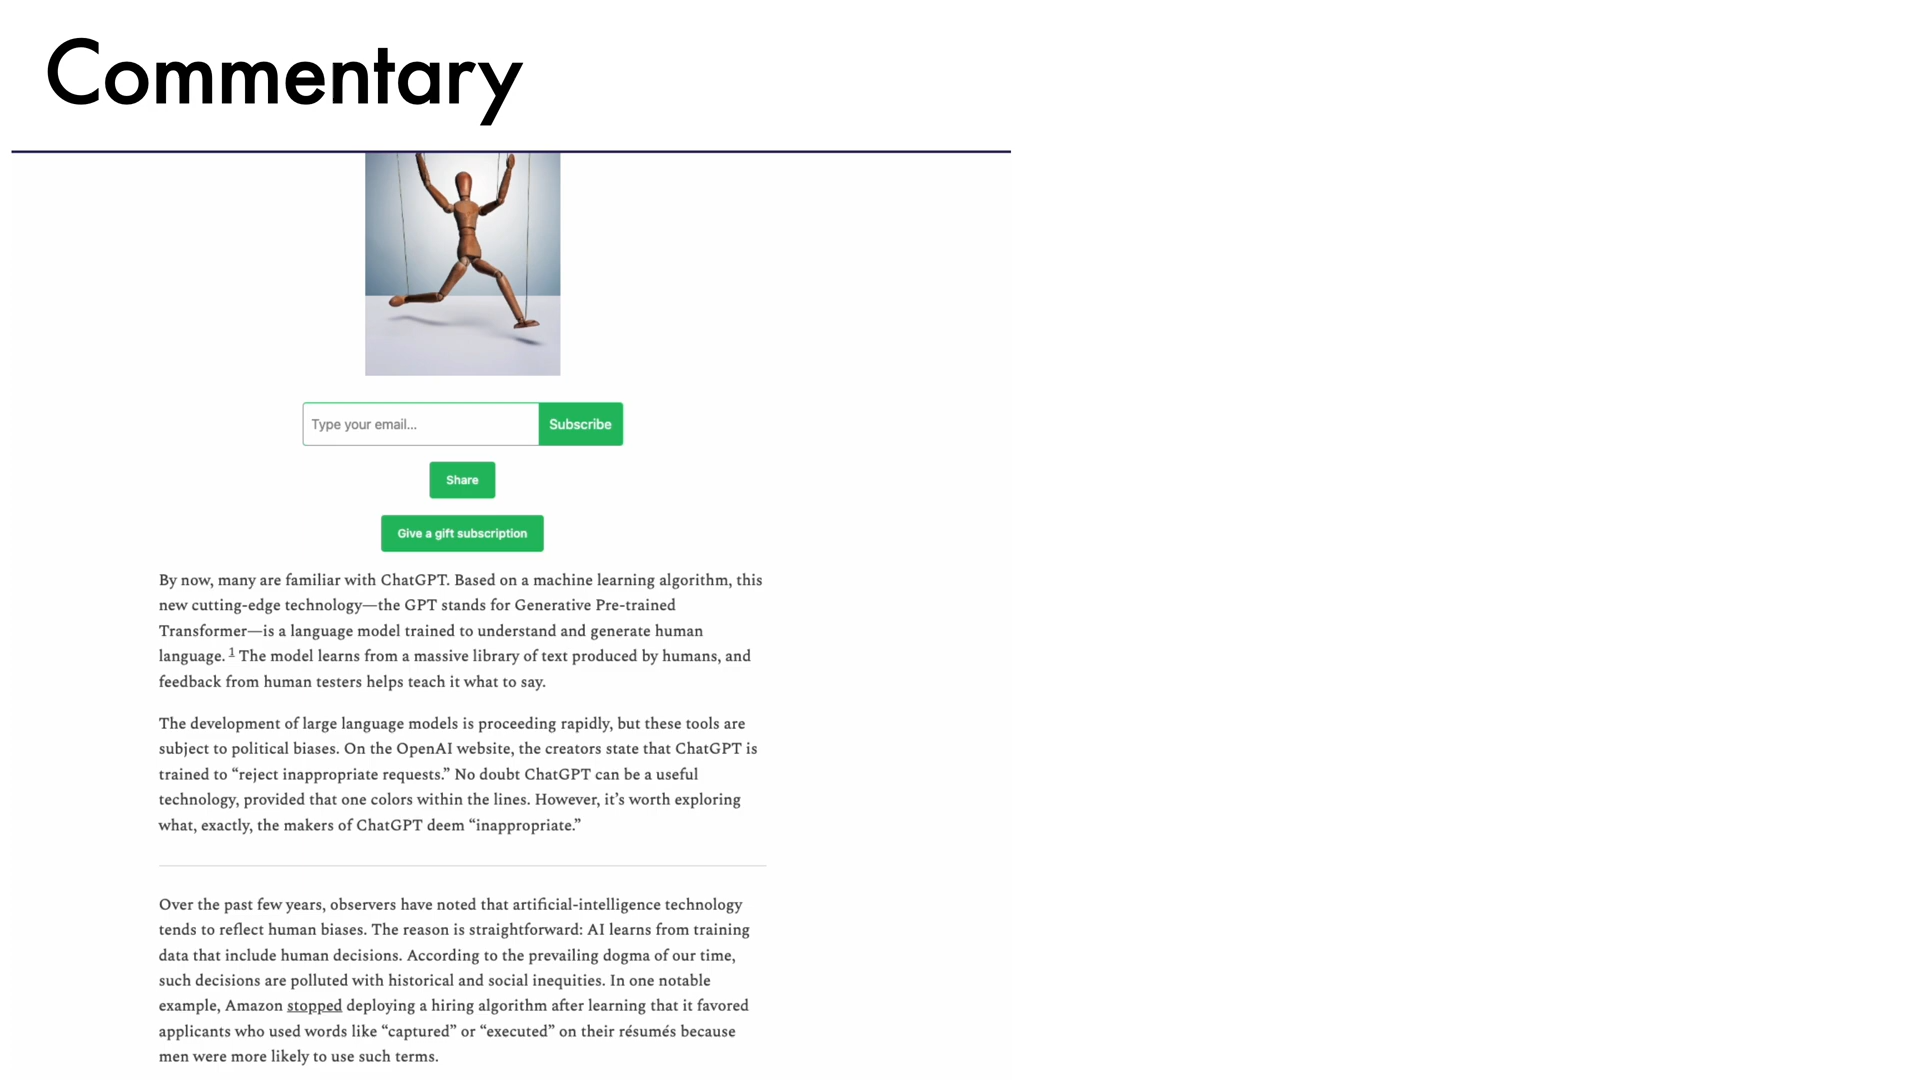 Commentary
Type your email...
Subscribe
Share
Give a gift subscription
By now, many are familiar with ChatGPT. Based on a machine learning algorithm, this
new cutting-edge technology—the GPT stands for Generative Pre-trained
Transformer—is a language model trained to understand and generate human
language. 1 The model learns from a massive library of text produced by humans, and
feedback from human testers helps teach it what to say.
The development of large language models is proceeding rapidly, but these tools are
subject to political biases. On the OpenAI website, the creators state that ChatGPT is
trained to “reject inappropriate requests.” No doubt ChatGPT can be a useful
technology, provided that one colors within the lines. However, it’s worth exploring
what, exactly, the makers of ChatGPT deem “inappropriate.”
Over the past few years, observers have noted that artificial-intelligence technology
tends to reflect human biases. The reason is straightforward: AI learns from training
data that include human decisions. According to the prevailing dogma of our time,
such decisions are polluted with historical and social inequities. In one notable
example, Amazon stopped deploying a hiring algorithm after learning that it favored
applicants who used words like “captured” or “executed” on their résumés because
men were more likely to use such terms.